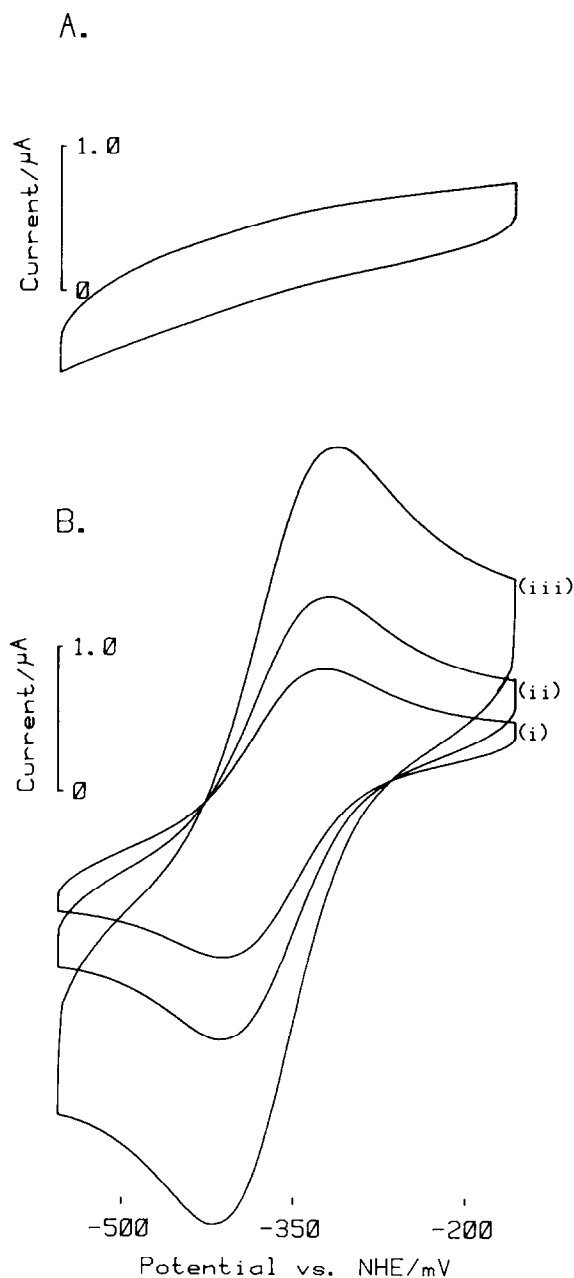 A.
Current/μA
1.0
0
B.
Current/μA
1.0
0
(iii)
(ii)
(i)
-500 -350 -200
Potential vs. NHE/mV